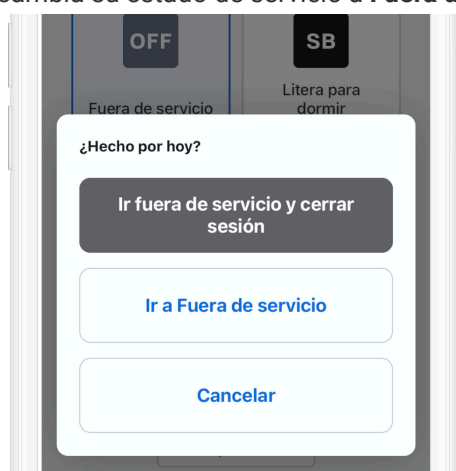 cambia su estado de servicio a Fuera d
OFF
SB
Fuera de servicio
Litera para
dormir
¿Hecho por hoy?
Ir fuera de servicio y cerrar
sesión
Ir a Fuera de servicio
Cancelar